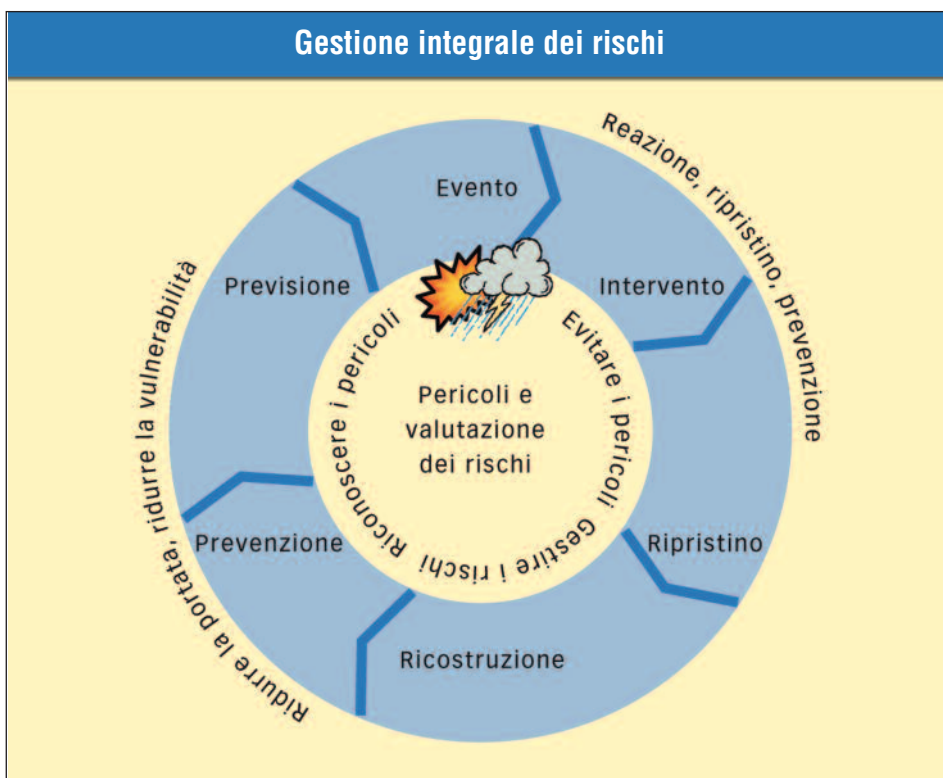 Gestione integrale dei rischi
Reazione, ripristino, prevenzione
Evento
Previsione
Intervento
Ridurre la portata, ridurre la vulnerabilità
Riconoscere i pericoli
Evitare i pericoli
Pericoli e
valutazione
dei rischi
Gestire i rischi
Prevenzione
Ripristino
Ricostruzione